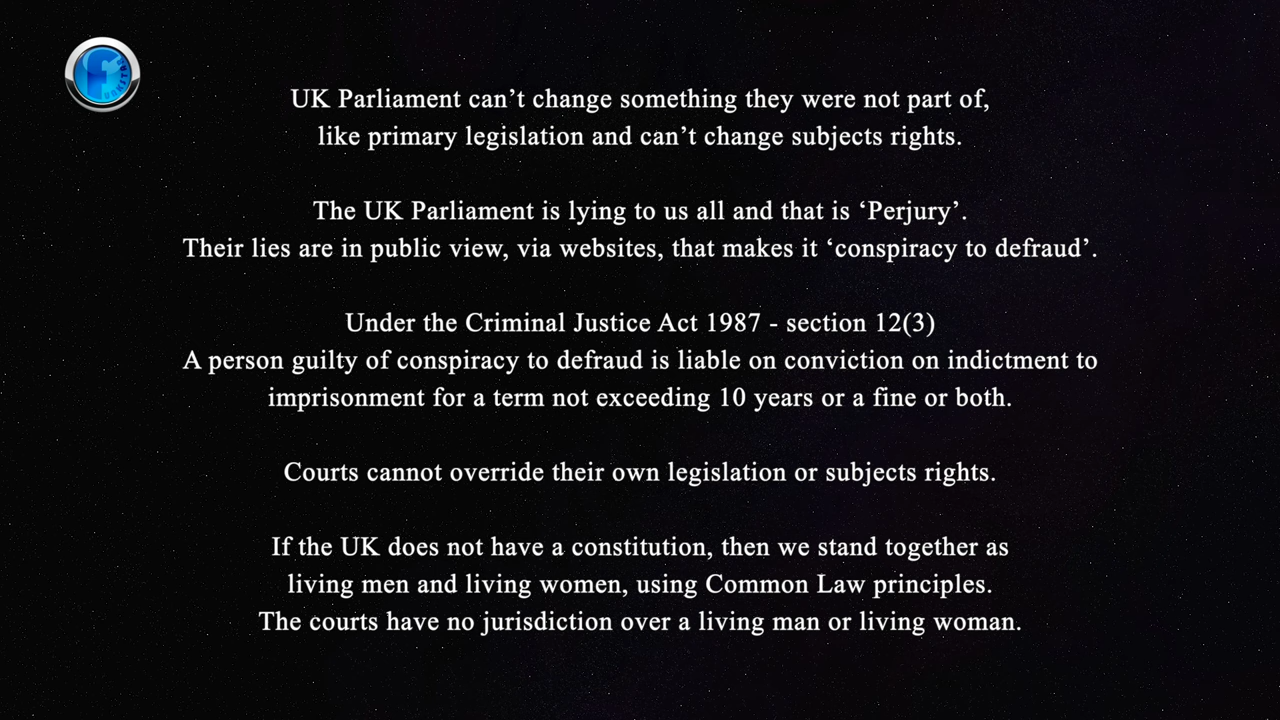 UK Parliament can’t change something they were not part of,
like primary legislation and can’t change subjects rights.
The UK Parliament is lying to us all and that is ‘Perjury’.
Their lies are in public view, via websites, that makes it ‘conspiracy to defraud’.
Under the Criminal Justice Act 1987 - section 12(3)
A person guilty of conspiracy to defraud is liable on conviction on indictment to
imprisonment for a term not exceeding 10 years or a fine or both.
Courts cannot override their own legislation or subjects rights.
If the UK does not have a constitution, then we stand together as
living men and living women, using Common Law principles.
The courts have no jurisdiction over a living man or living woman.